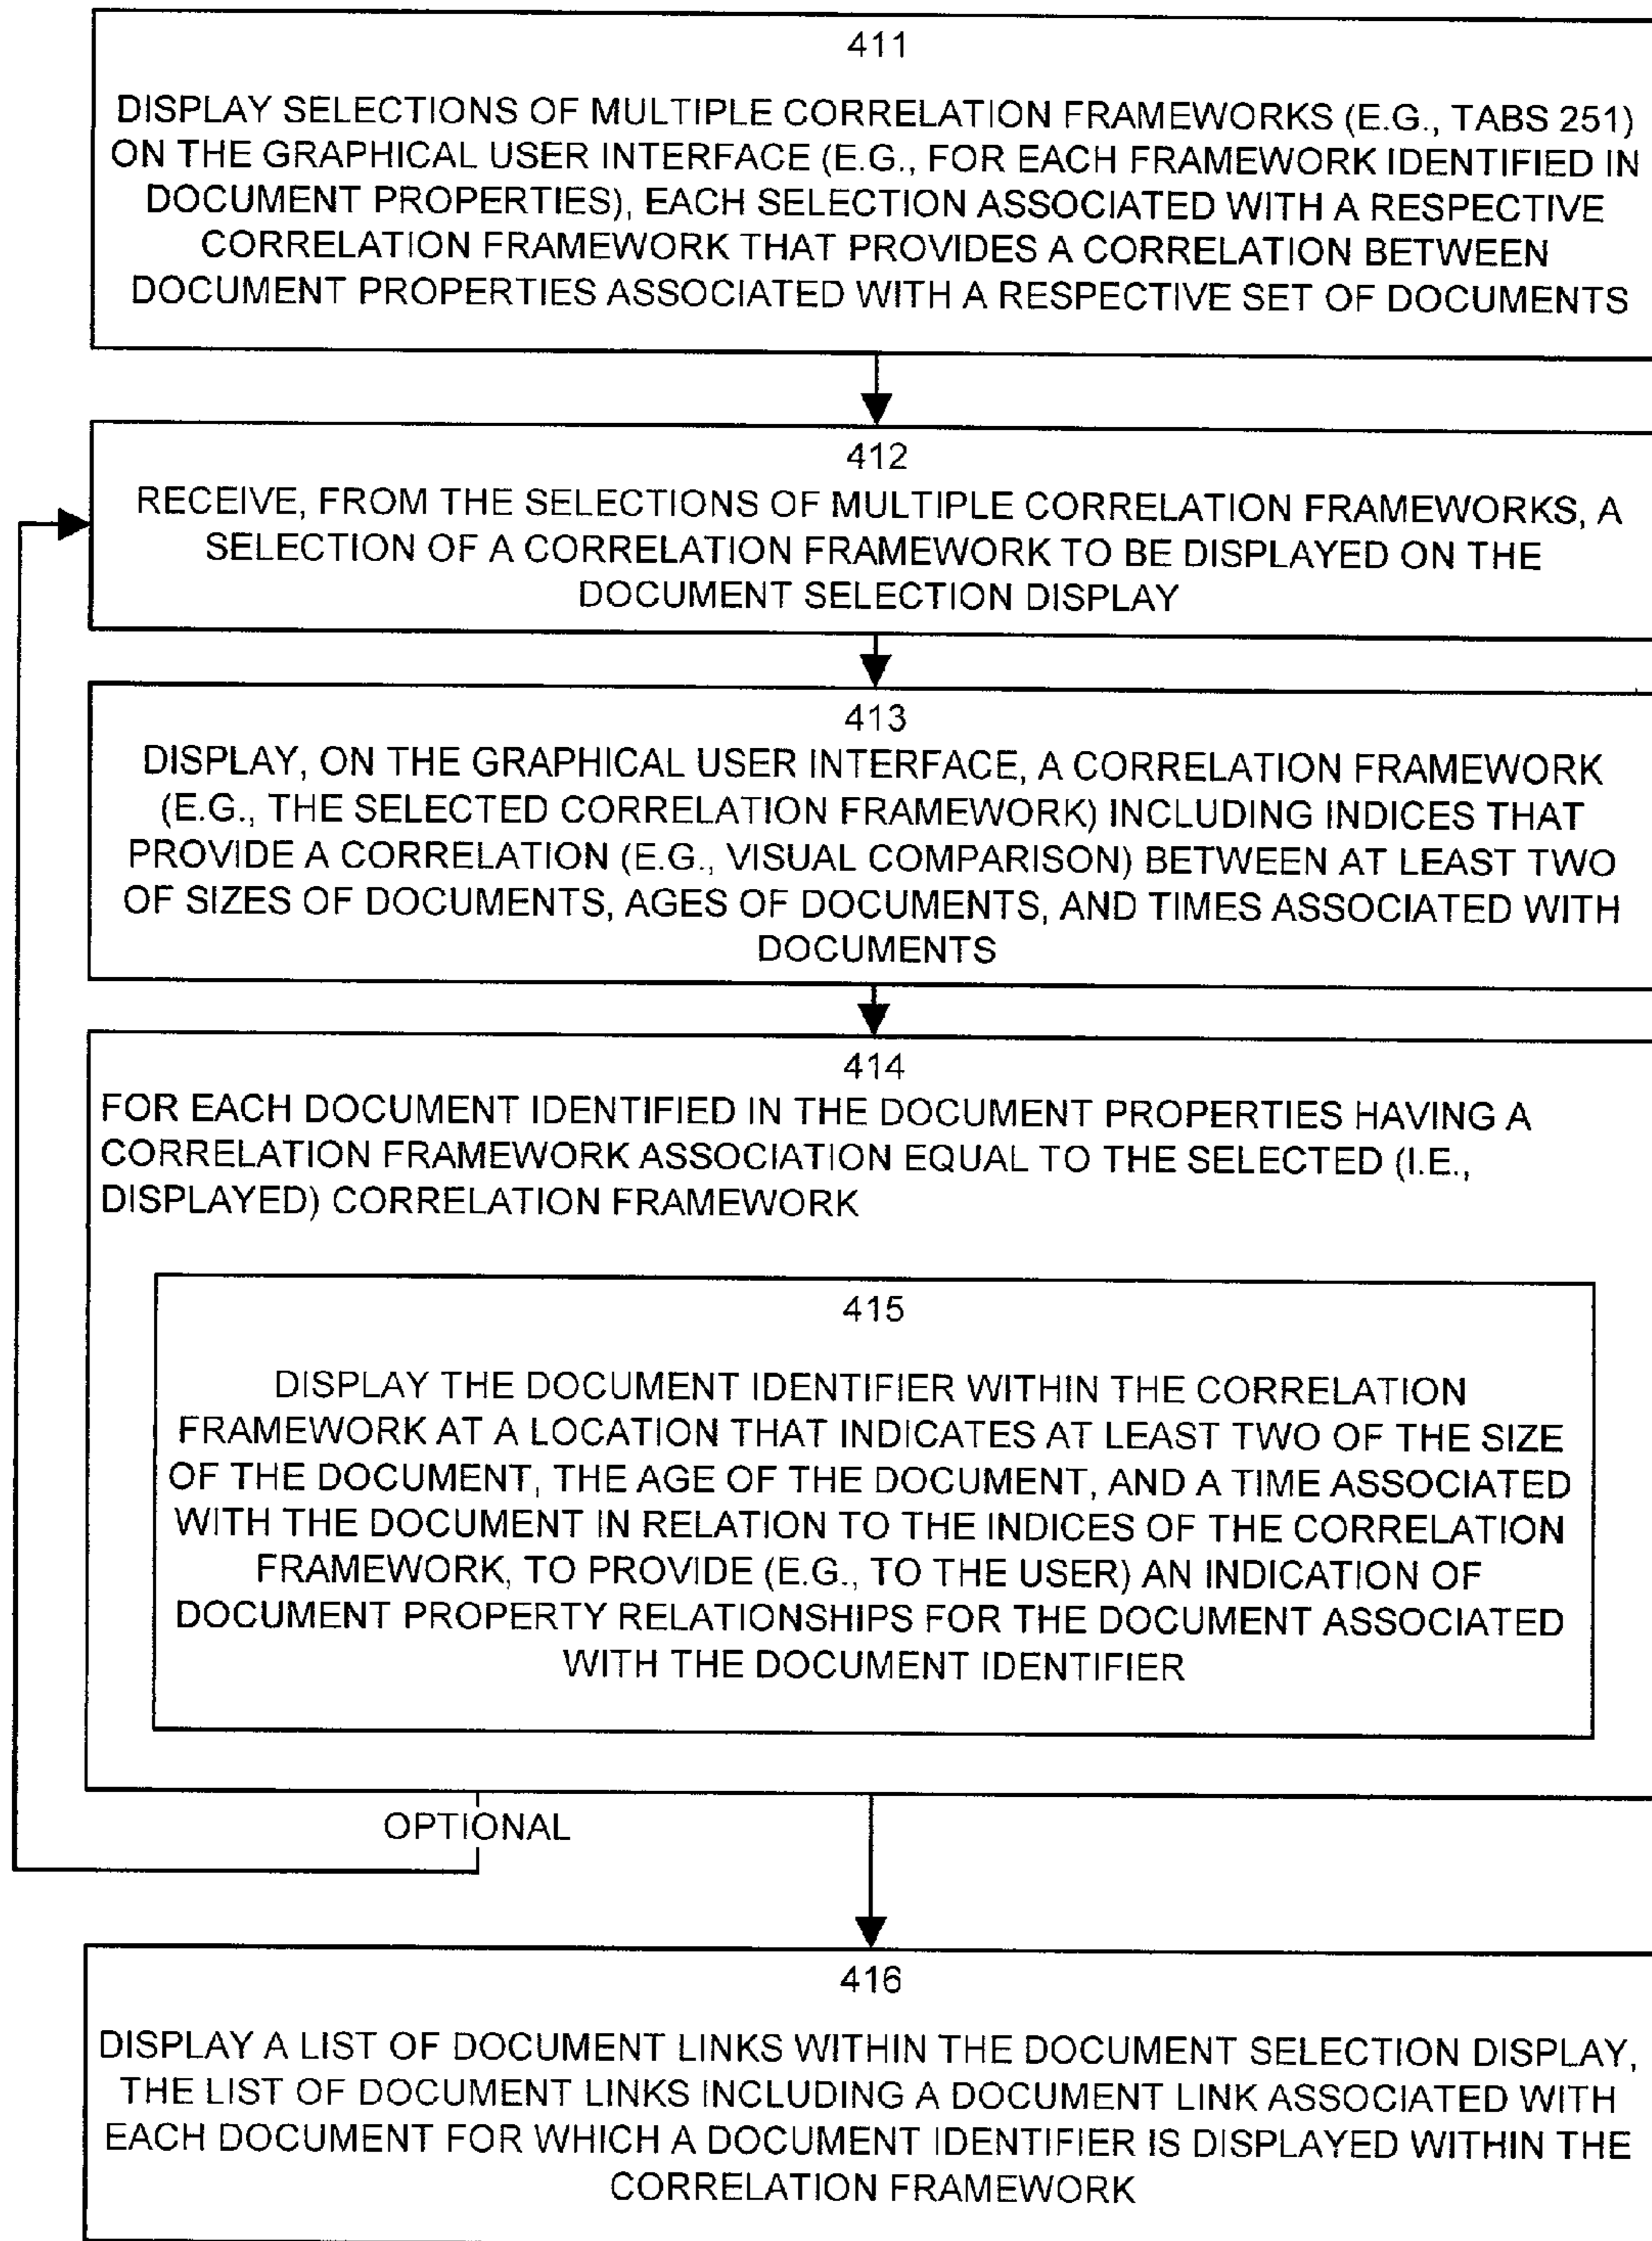 411
DISPLAY SELECTIONS OF MULTIPLE CORRELATION FRAMEWORKS (E.G., TABS 251)
ON THE GRAPHICAL USER INTERFACE (E.G., FOR EACH FRAMEWORK IDENTIFIED IN
DOCUMENT PROPERTIES), EACH SELECTION ASSOCIATED WITH A RESPECTIVE
CORRELATION FRAMEWORK THAT PROVIDES A CORRELATION BETWEEN
DOCUMENT PROPERTIES ASSOCIATED WITH A RESPECTIVE SET OF DOCUMENTS
412
RECEIVE, FROM THE SELECTIONS OF MULTIPLE CORRELATION FRAMEWORKS, A
SELECTION OF A CORRELATION FRAMEWORK TO BE DISPLAYED ON THE
DOCUMENT SELECTION DISPLAY
413
DISPLAY, ON THE GRAPHICAL USER INTERFACE, A CORRELATION FRAMEWORK
(E.G., THE SELECTED CORRELATION FRAMEWORK) INCLUDING INDICES THAT
PROVIDE A CORRELATION (E.G., VISUAL COMPARISON) BETWEEN AT LEAST TWO
OF SIZES OF DOCUMENTS, AGES OF DOCUMENTS, AND TIMES ASSOCIATED WITH
DOCUMENTS
414
FOR EACH DOCUMENT IDENTIFIED IN THE DOCUMENT PROPERTIES HAVING A
CORRELATION FRAMEWORK ASSOCIATION EQUAL TO THE SELECTED (I.E.,
DISPLAYED) CORRELATION FRAMEWORK
415
DISPLAY THE DOCUMENT IDENTIFIER WITHIN THE CORRELATION
FRAMEWORK AT A LOCATION THAT INDICATES AT LEAST TWO OF THE SIZE
OF THE DOCUMENT, THE AGE OF THE DOCUMENT, AND A TIME ASSOCIATED
WITH THE DOCUMENT IN RELATION TO THE INDICES OF THE CORRELATION
FRAMEWORK, TO PROVIDE (E.G., TO THE USER) AN INDICATION OF
DOCUMENT PROPERTY RELATIONSHIPS FOR THE DOCUMENT ASSOCIATED
WITH THE DOCUMENT IDENTIFIER
OPTIONAL
416
DISPLAY A LIST OF DOCUMENT LINKS WITHIN THE DOCUMENT SELECTION DISPLAY,
THE LIST OF DOCUMENT LINKS INCLUDING A DOCUMENT LINK ASSOCIATED WITH
EACH DOCUMENT FOR WHICH A DOCUMENT IDENTIFIER IS DISPLAYED WITHIN THE
CORRELATION FRAMEWORK